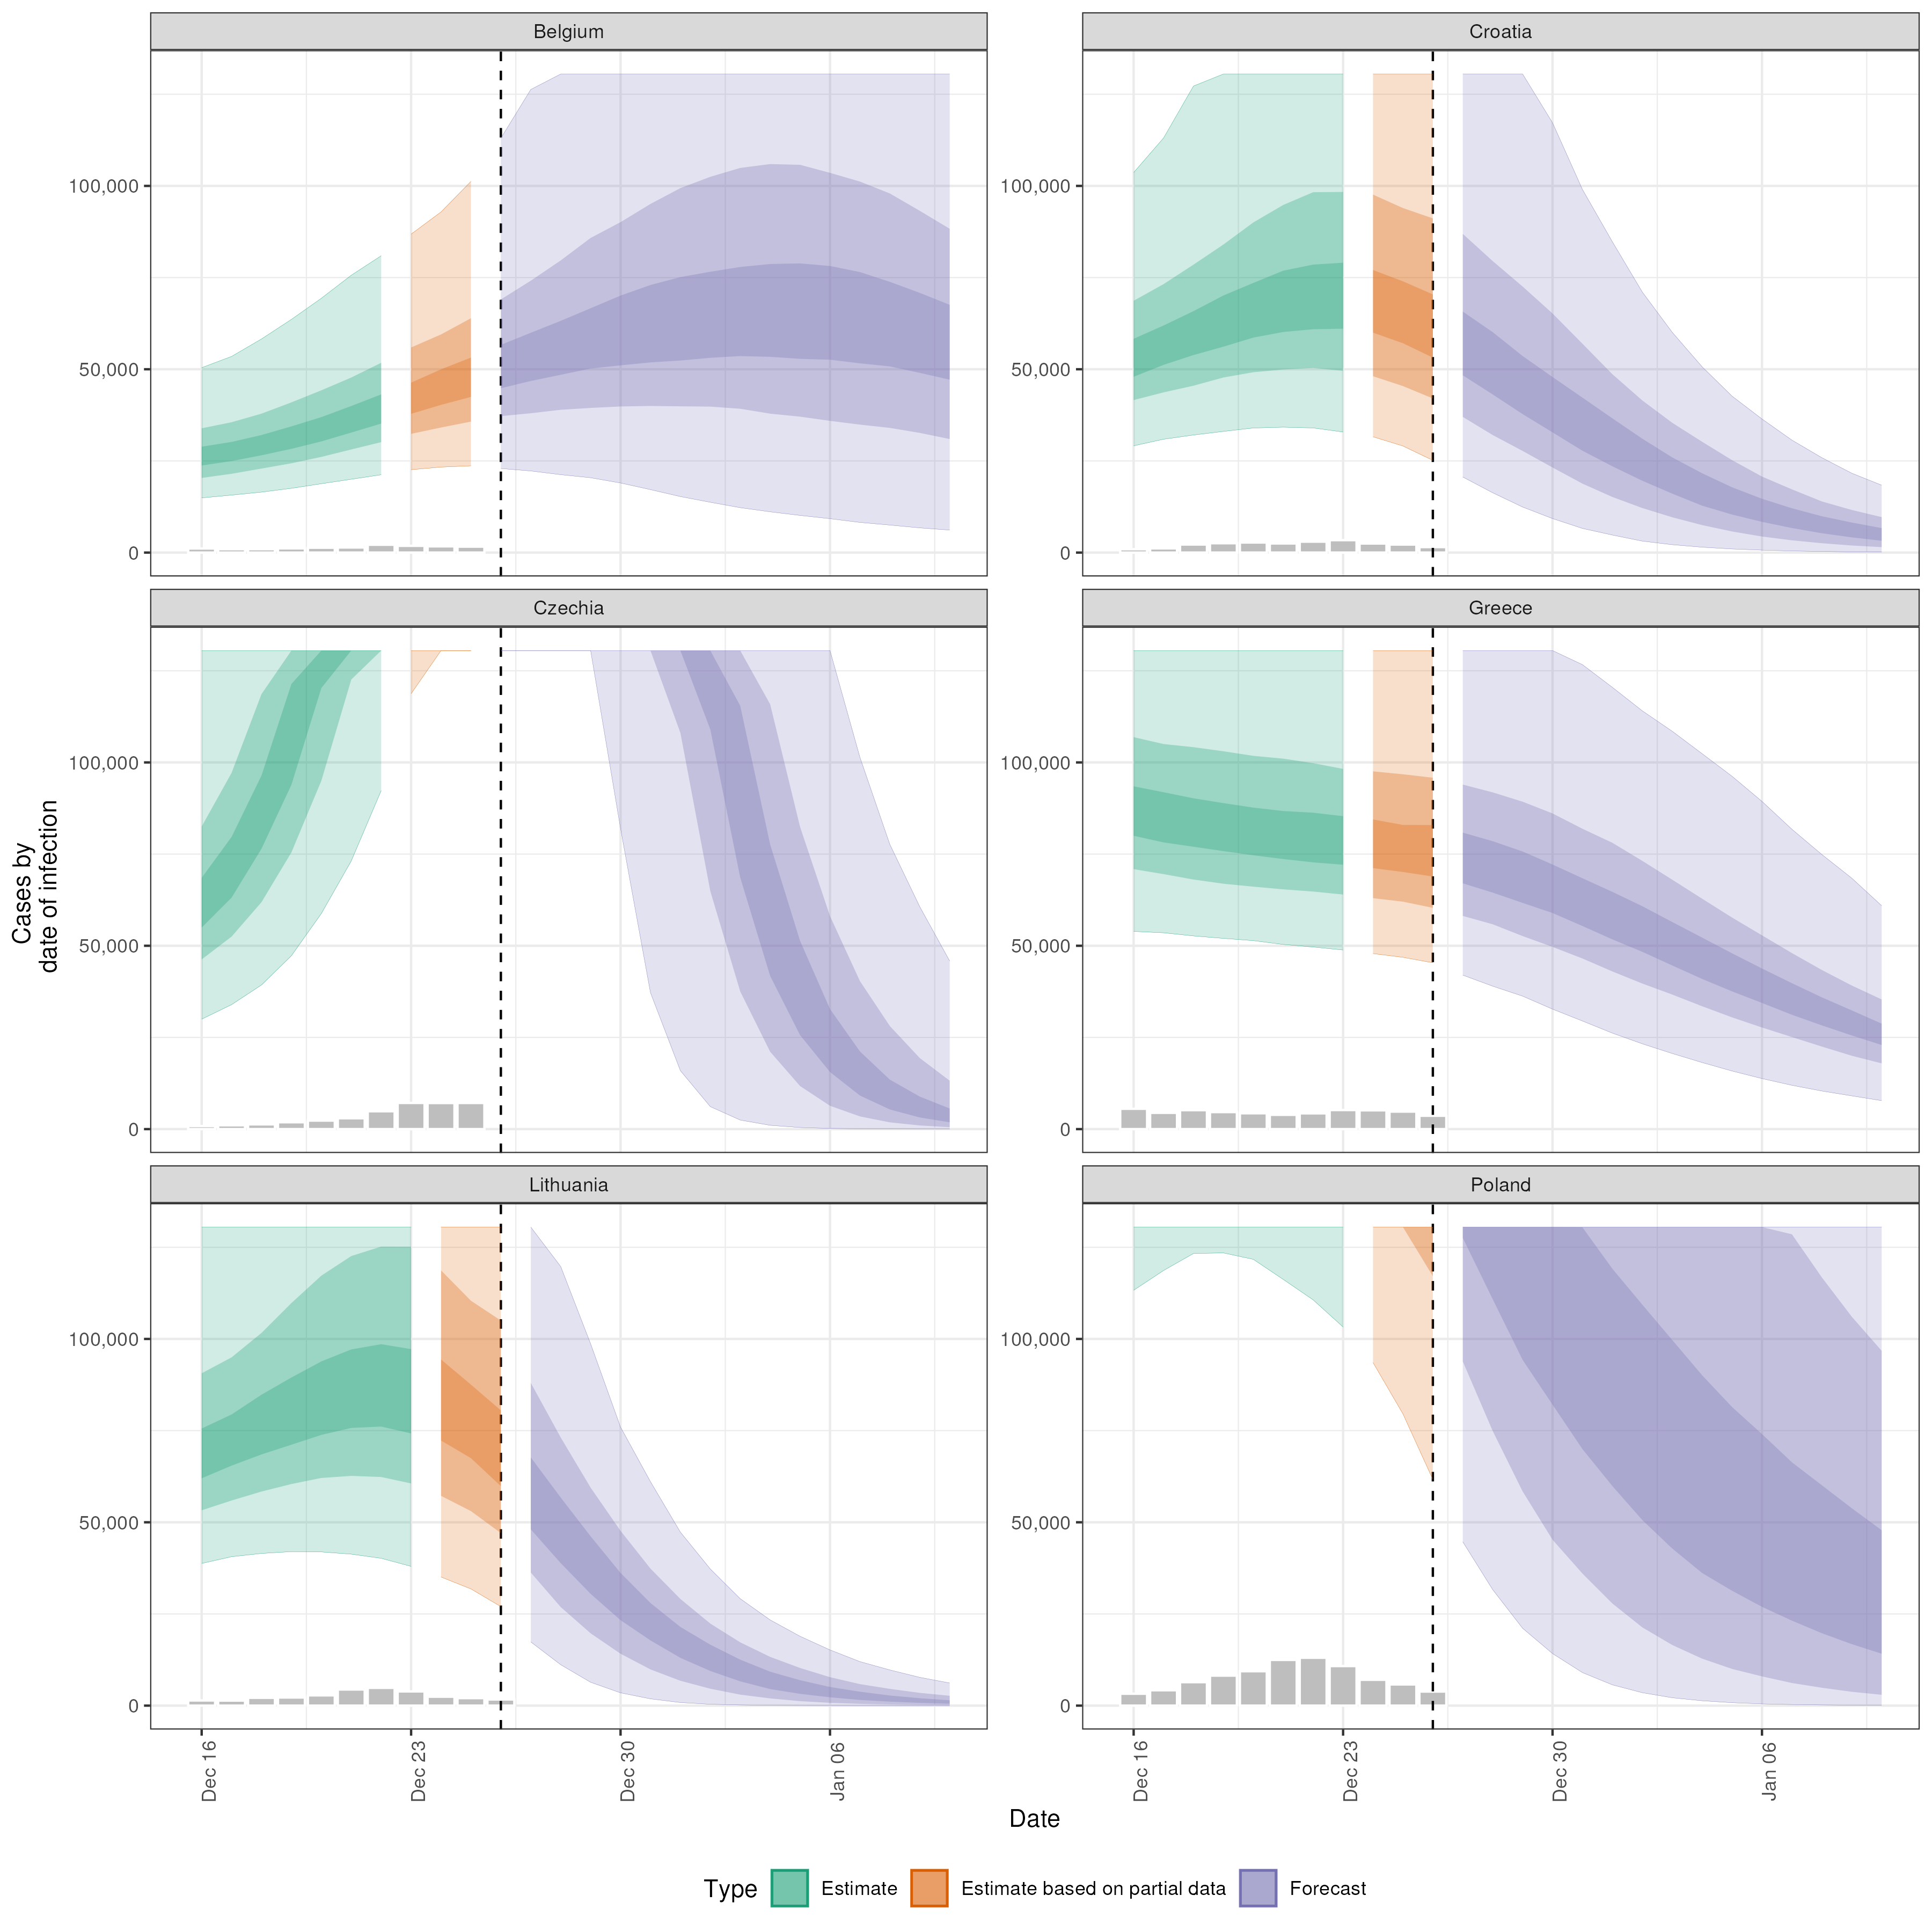 Belgium
Croatia
100,000
50,000
0
100,000
50,000
0
Czechia
Greece
100,000
50,000
0
100,000
50,000
0
Lithuania
Poland
100,000
50,000
0
100,000
50,000
0
Cases by
date of infection
Dec 16
Dec 23
Dec 30
Jan 06
Dec 16
Dec 23
Dec 30
Jan 06
Date
Type Estimate Estimate based on partial data Forecast